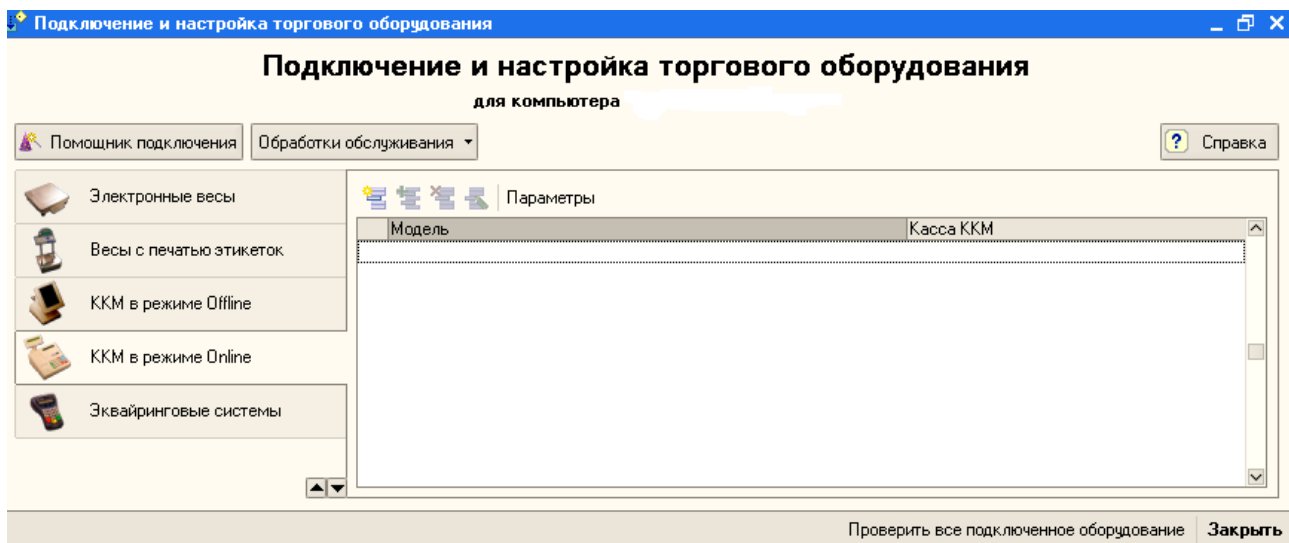 Подключение и настройка торгового оборудования
Подключение и настройка торгового оборудования
для компьютера
Помощник подключения Обработки обслуживания ? Справка
Электронные весы
Весы с печатью этикеток
ККМ в режиме Offline
ККМ в режиме Online
Эквайринговые системы
Параметры
Модель Касса ККМ
Проверить все подключенное оборудование Закрыть